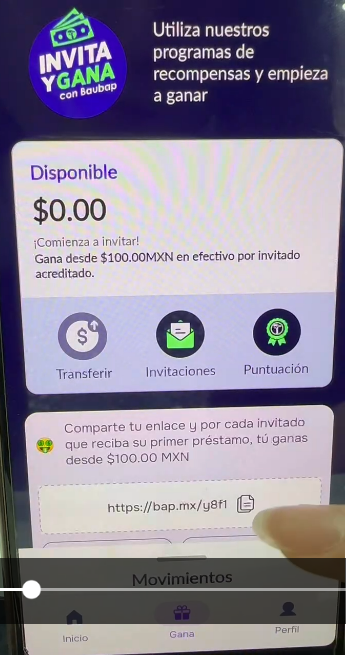 INVITA
Y GANA
con Baubap
Utiliza nuestros
programas de
recompensas y empieza
a ganar
Disponible
$0.00
¡Comienza a invitar!
Gana desde $100.00MXN en efectivo por invitado
acreditado.
Transferir
Invitaciones
Puntuación
Comparte tu enlace y por cada invitado
que reciba su primer préstamo, tú ganas
desde $100.00 MXN
https://bap.mx/y8f1
Movimientos
Inicio
Gana
Perfil